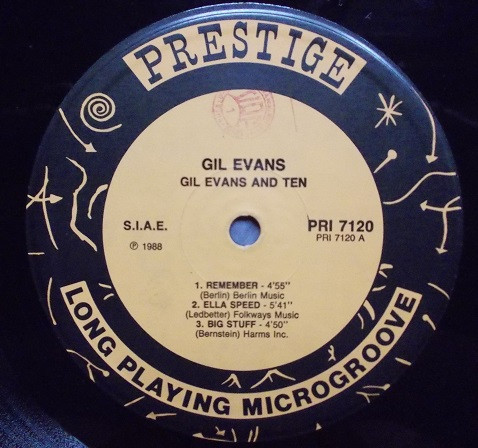 PRESTIGE
GIL EVANS
GIL EVANS AND TEN
S.I.A.E.
℗ 1988
PRI 7120
PRI 7120 A
1. REMEMBER - 4'55"
(Berlin) Berlin Music
2. ELLA SPEED - 5'41"
(Ledbetter) Folkways Music
3. BIG STUFF - 4'50"
(Bernstein) Harms Inc.
LONG PLAYING MICROGROOVE